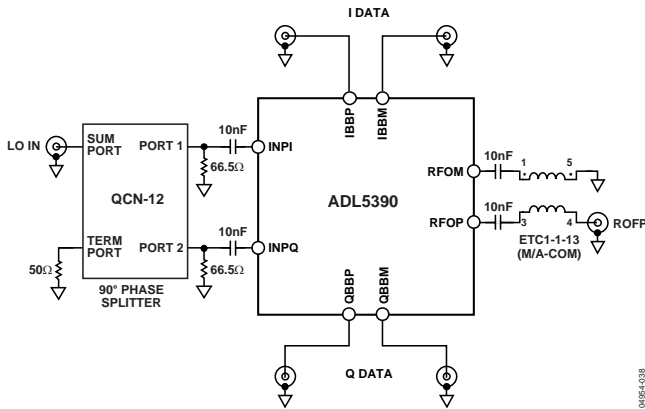 I DATA
IBBP
IBBM
LO IN
SUM
PORT
PORT 1
10nF
INPI
66.5Ω
QCN-12
ADL5390
RFOM
10nF
1
5
RFOP
10nF
3
4
ROFP
ETC1-1-13
(M/A-COM)
TERM
PORT
PORT 2
10nF
INPQ
66.5Ω
50Ω
90° PHASE
SPLITTER
QBBP
QBBM
Q DATA
04954-038